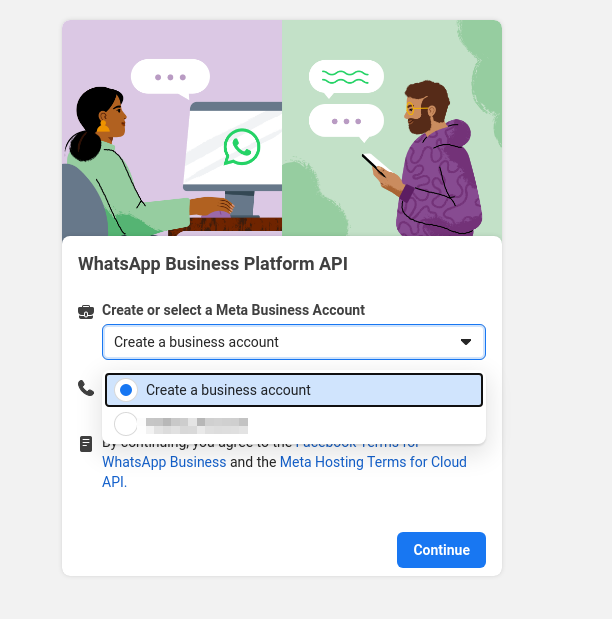 WhatsApp Business Platform API
Create or select a Meta Business Account
Create a business account
Create a business account
By continuing, you agree to the Facebook Terms for
WhatsApp Business and the Meta Hosting Terms for Cloud
API.
Continue